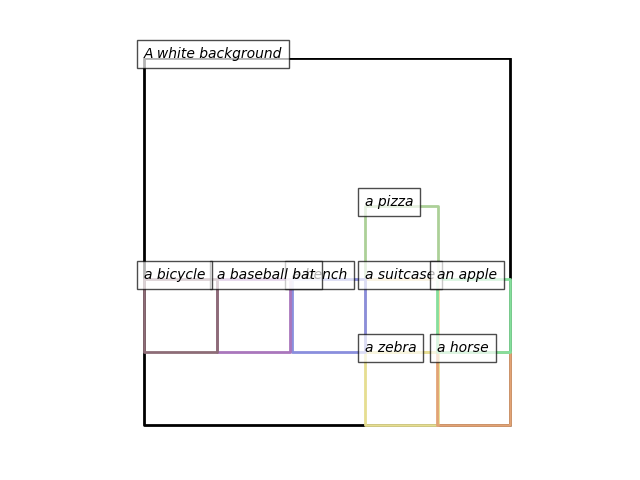 A white background
a pizza
a bicycle
a baseball bat
bench
a suitcase
an apple
a zebra
a horse